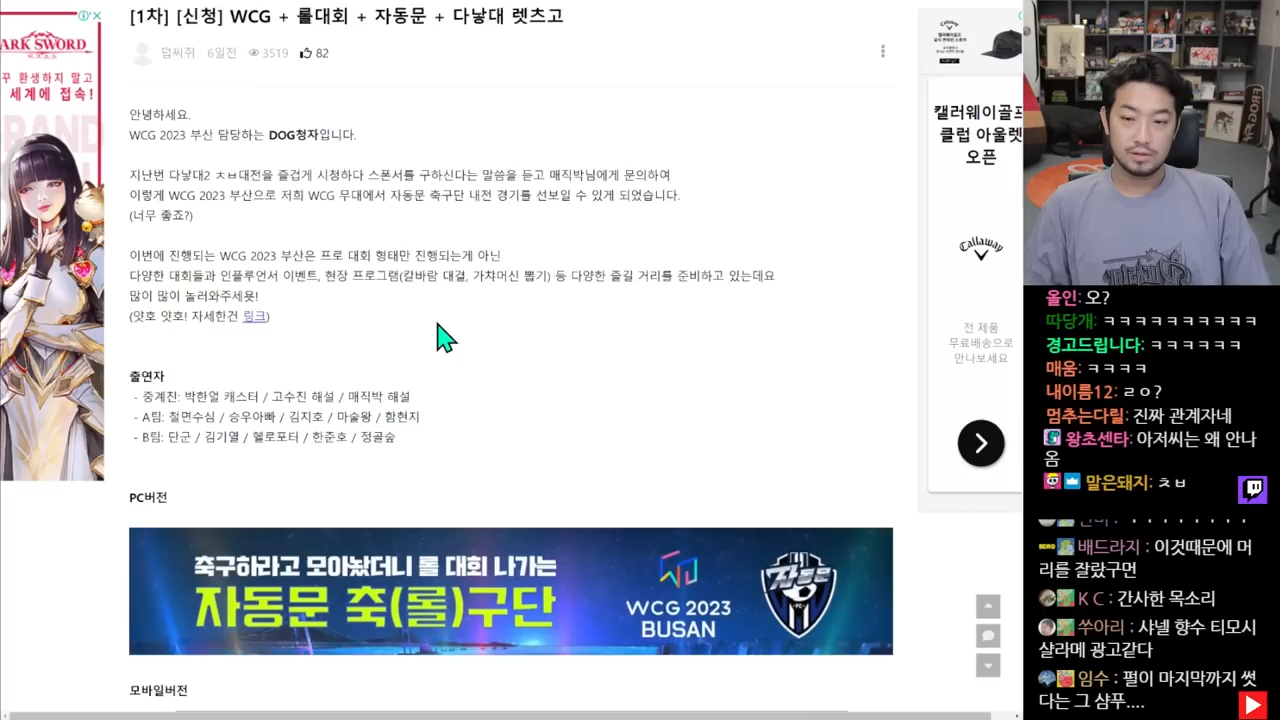 [1차] [신청] WCG + 롤대회 + 자동문 + 다낳대 렛츠고
덥씨쥐 · 6일전 · 3519 82
안녕하세요.
WCG 2023 부산 담당하는 DOG청자입니다.
지난번 다낳대2 ㅈㅂ대전을 즐겁게 시청하다 스폰서를 구하신다는 말씀을 듣고 매직박님에게 문의하여
이렇게 WCG 2023 부산으로 저희 WCG 무대에서 자동문 축구단 내전 경기를 선보일 수 있게 되었습니다.
(너무 좋죠?)
이번에 진행되는 WCG 2023 부산은 프로 대회 형태만 진행되는게 아닌
다양한 대회들과 인플루언서 이벤트, 현장 프로그램(칼바람 대결, 가챠머신 뽑기) 등 다양한 즐길 거리를 준비하고 있는데요
많이 많이 놀러와주세욧!
(얏호 얏호! 자세한건 링크)
출연자
- 중계진: 박한얼 캐스터 / 고수진 해설 / 매직박 해설
- A팀: 철면수심 / 승우아빠 / 김지호 / 마술왕 / 함현지
- B팀: 단군 / 김기열 / 헬로포터 / 한준호 / 정골숲
PC버전
축구하라고 모아놨더니 롤 대회 나가는
자동문 축(롤)구단
WCG 2023
BUSAN
자동문
FC
모바일버전
ARK SWORD
꾸 환생하지 말고
세계에 접속!
Callaway
캘러웨이골프
클럽 아울렛
오픈
Callaway
전 제품
무료배송으로
만나보세요
올인: 오?
따당개: ㅋㅋㅋㅋㅋㅋㅋㅋㅋㅋ
경고드립니다: ㅋㅋㅋㅋㅋㅋ
매움: ㅋㅋㅋㅋ
내이름12: ㄹㅇ?
멈추는다릴: 진짜 관계자네
왕초센타: 아저씨는 왜 안나
옴
말은돼지: ㅊㅂ
배드라지 : 이것때문에 머
리를 잘랐구먼
K C : 간사한 목소리
쑤아리 : 샤넬 향수 티모시
샬라메 광고같다
임수 : 펄이 마지막까지 썻
다는 그 샴푸....